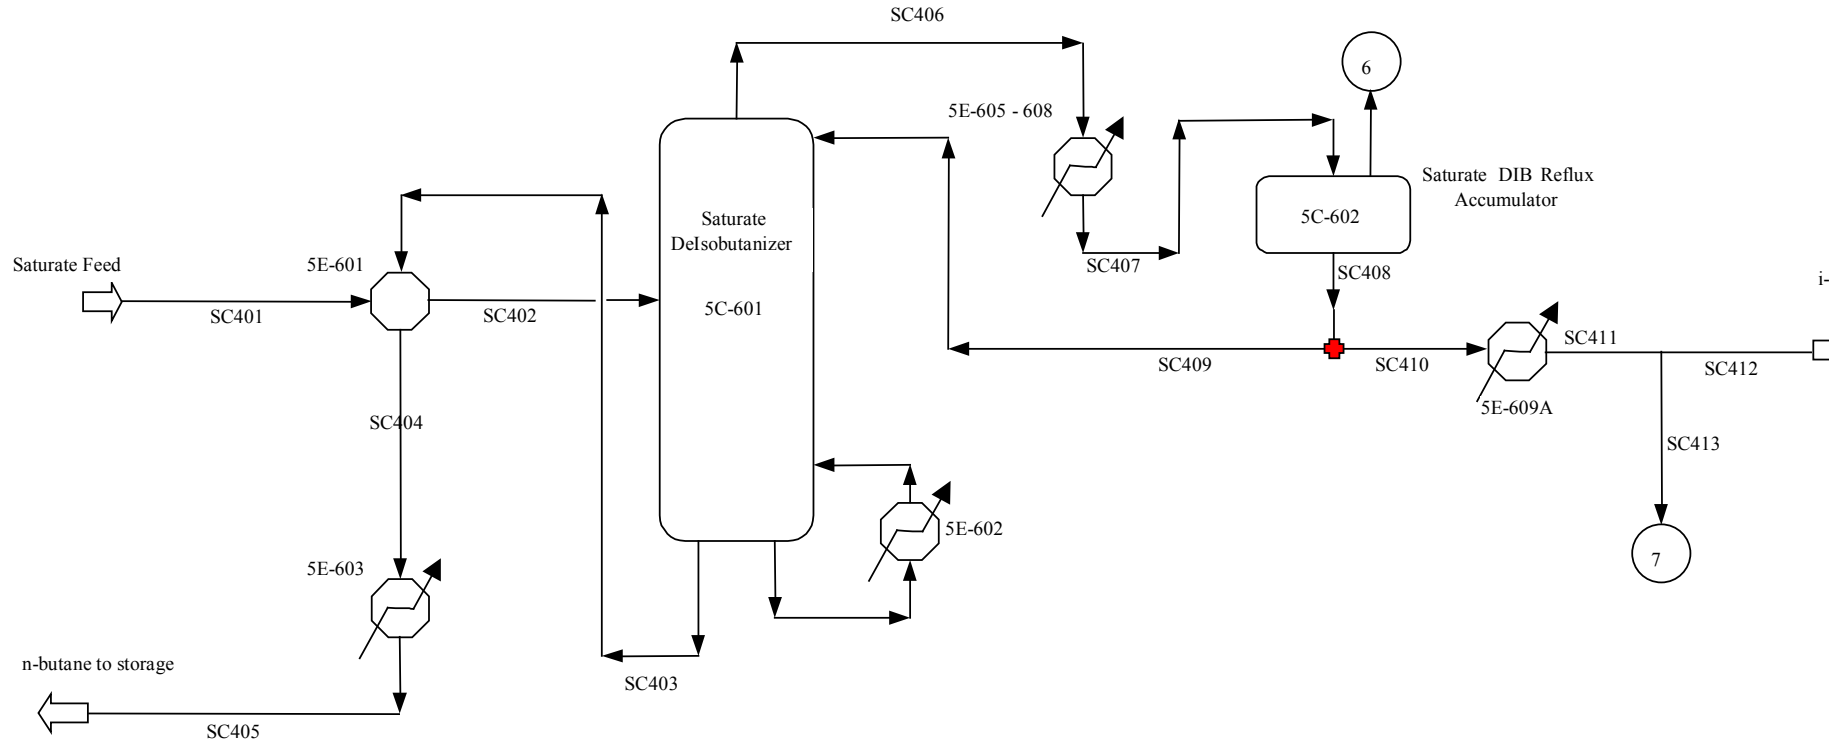 SC406
6
5E-605 - 608
Saturate DIB Reflux
Accumulator
5C-602
Saturate
DeIsobutanizer
5C-601
Saturate Feed
5E-601
SC401
SC402
SC407
SC408
i-
SC409
SC410
SC411
SC412
5E-609A
SC404
SC413
5E-602
7
5E-603
n-butane to storage
SC403
SC405